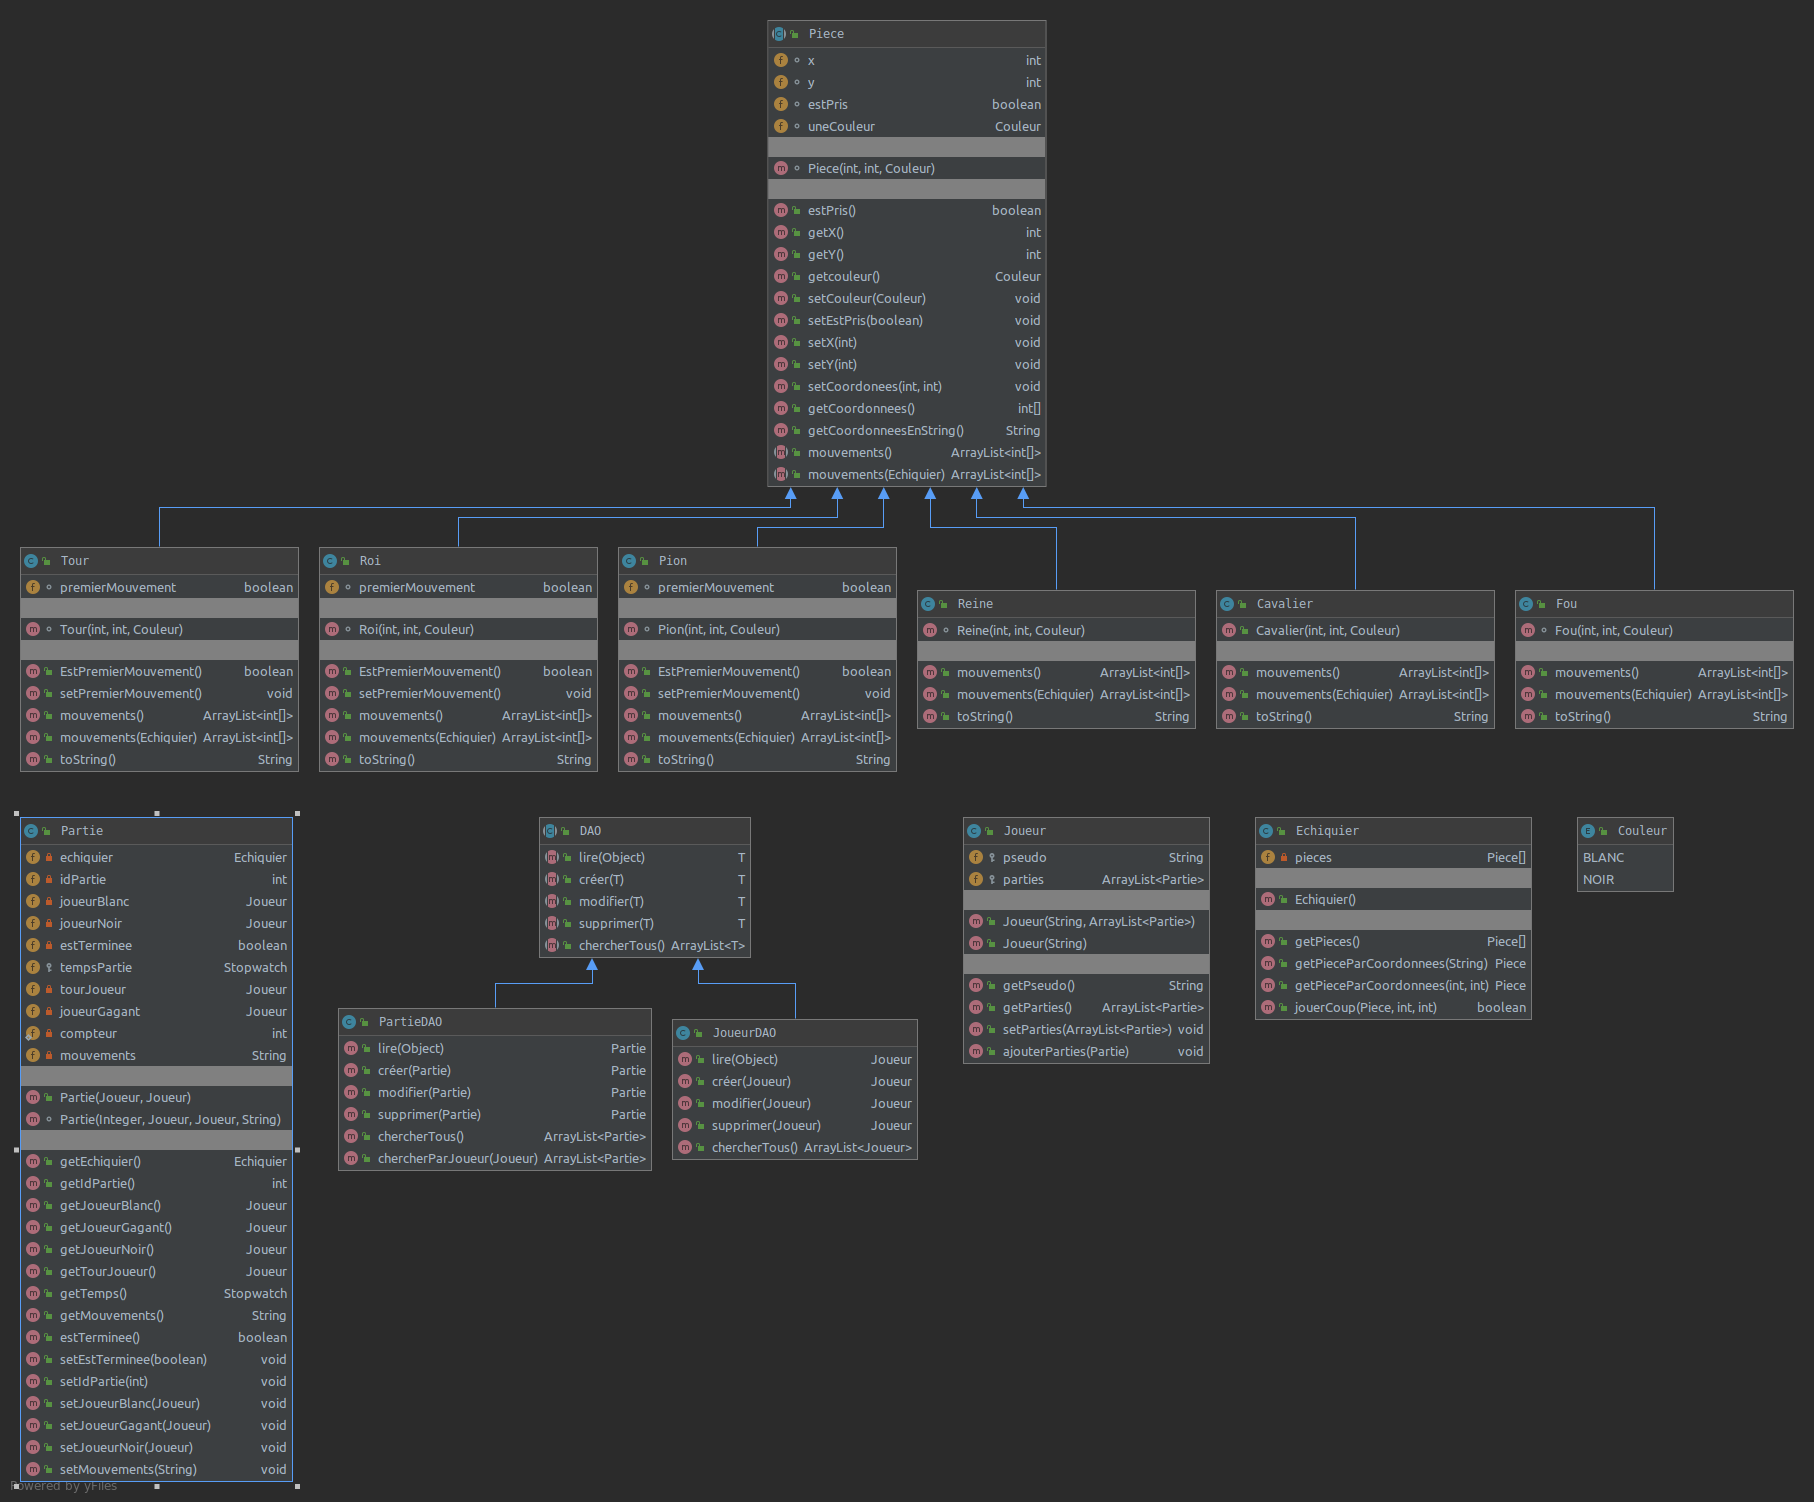 Piece
x int
y int
estPris boolean
uneCouleur Couleur
Piece(int, int, Couleur)
estPris() boolean
getX() int
getY() int
getcouleur() Couleur
setCouleur(Couleur) void
setEstPris(boolean) void
setX(int) void
setY(int) void
setCoordonees(int, int) void
getCoordonnees() int[]
getCoordonneesEnString() String
mouvements() ArrayList<int[]>
mouvements(Echiquier) ArrayList<int[]>
Tour
premierMouvement boolean
Tour(int, int, Couleur)
EstPremierMouvement() boolean
setPremierMouvement() void
mouvements() ArrayList<int[]>
mouvements(Echiquier) ArrayList<int[]>
toString() String
Roi
premierMouvement boolean
Roi(int, int, Couleur)
EstPremierMouvement() boolean
setPremierMouvement() void
mouvements() ArrayList<int[]>
mouvements(Echiquier) ArrayList<int[]>
toString() String
Pion
premierMouvement boolean
Pion(int, int, Couleur)
EstPremierMouvement() boolean
setPremierMouvement() void
mouvements() ArrayList<int[]>
mouvements(Echiquier) ArrayList<int[]>
toString() String
Reine
Reine(int, int, Couleur)
mouvements() ArrayList<int[]>
mouvements(Echiquier) ArrayList<int[]>
toString() String
Cavalier
Cavalier(int, int, Couleur)
mouvements() ArrayList<int[]>
mouvements(Echiquier) ArrayList<int[]>
toString() String
Fou
Fou(int, int, Couleur)
mouvements() ArrayList<int[]>
mouvements(Echiquier) ArrayList<int[]>
toString() String
Partie
echiquier Echiquier
idPartie int
joueurBlanc Joueur
joueurNoir Joueur
estTerminee boolean
tempsPartie Stopwatch
tourJoueur Joueur
joueurGagant Joueur
compteur int
mouvements String
Partie(Joueur, Joueur)
Partie(Integer, Joueur, Joueur, String)
getEchiquier() Echiquier
getIdPartie() int
getJoueurBlanc() Joueur
getJoueurGagant() Joueur
getJoueurNoir() Joueur
getTourJoueur() Joueur
getTemps() Stopwatch
getMouvements() String
estTerminee() boolean
setEstTerminee(boolean) void
setIdPartie(int) void
setJoueurBlanc(Joueur) void
setJoueurGagant(Joueur) void
setJoueurNoir(Joueur) void
setMouvements(String) void
DAO
lire(Object) T
créer(T) T
modifier(T) T
supprimer(T) T
chercherTous() ArrayList<T>
PartieDAO
lire(Object) Partie
créer(Partie) Partie
modifier(Partie) Partie
supprimer(Partie) Partie
chercherTous() ArrayList<Partie>
chercherParJoueur(Joueur) ArrayList<Partie>
JoueurDAO
lire(Object) Joueur
créer(Joueur) Joueur
modifier(Joueur) Joueur
supprimer(Joueur) Joueur
chercherTous() ArrayList<Joueur>
Joueur
pseudo String
parties ArrayList<Partie>
Joueur(String, ArrayList<Partie>)
Joueur(String)
getPseudo() String
getParties() ArrayList<Partie>
setParties(ArrayList<Partie>) void
ajouterParties(Partie) void
Echiquier
pieces Piece[]
Echiquier()
getPieces() Piece[]
getPieceParCoordonnees(String) Piece
getPieceParCoordonnees(int, int) Piece
jouerCoup(Piece, int, int) boolean
Couleur
BLANC
NOIR
Powered by yFiles